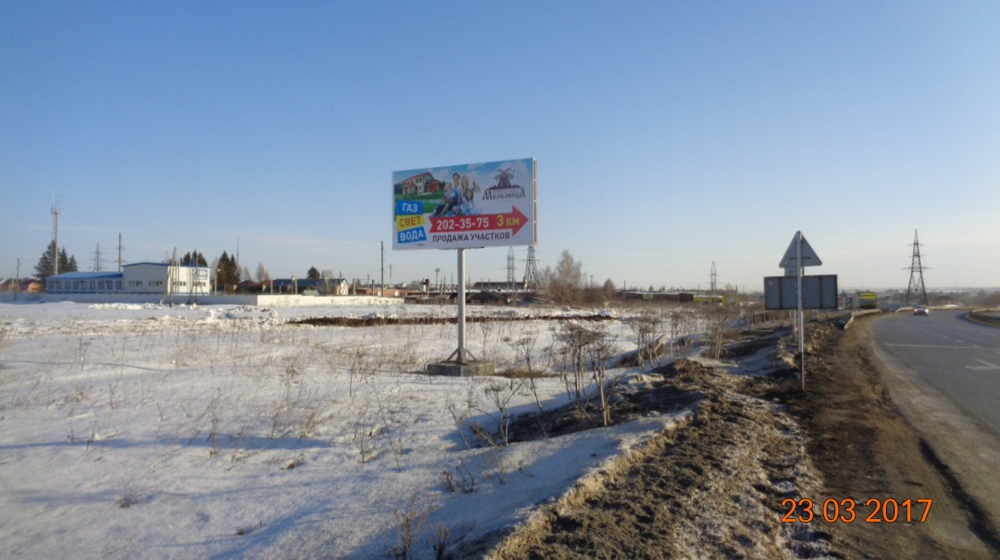 МельницА
ГАЗ
СВЕТ
ВОДА
202-35-75 3 КМ
ПРОДАЖА УЧАСТКОВ
23 03 2017